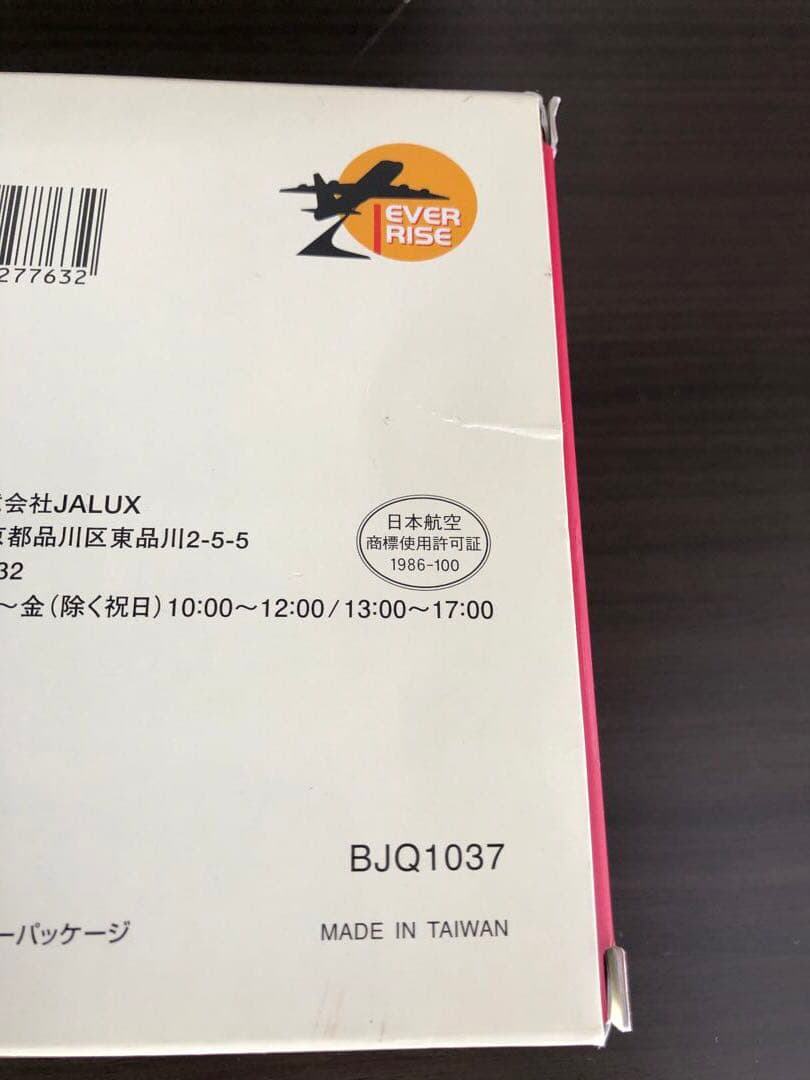 EVER
RISE
277632
式会社JALUX
京都品川区東品川2-5-5
32
～金（除く祝日）10:00～12:00/13:00～17:00
日本航空
商標使用許可証
1986-100
BJQ1037
ーパッケージ
MADE IN TAIWAN